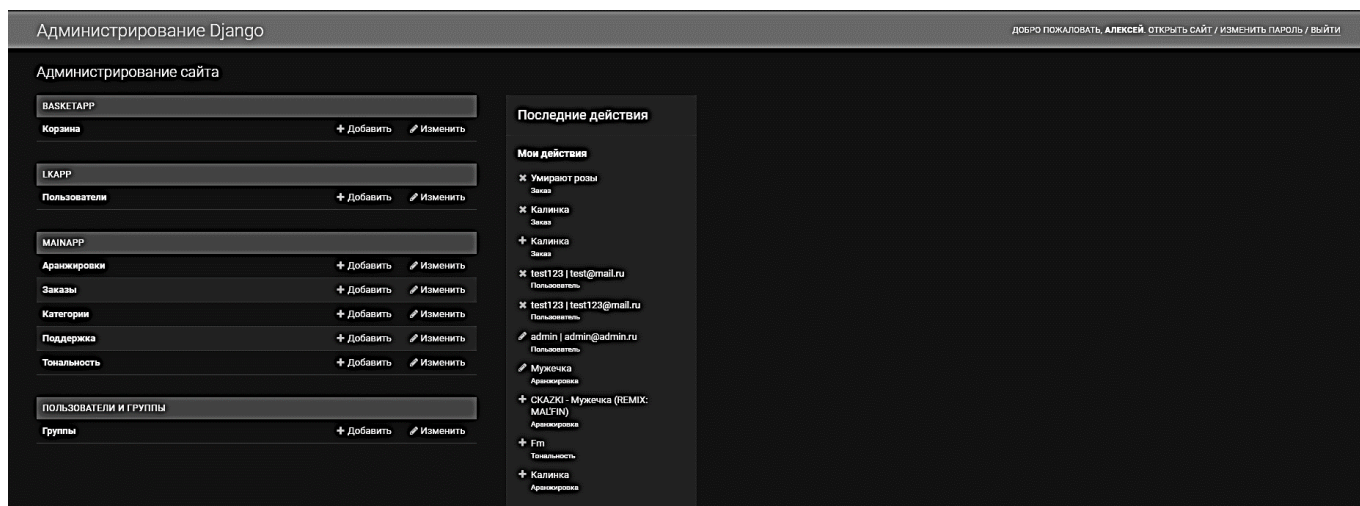 Администрирование Django
ДОБРО ПОЖАЛОВАТЬ, АЛЕКСЕЙ. ОТКРЫТЬ САЙТ / ИЗМЕНИТЬ ПАРОЛЬ / ВЫЙТИ
Администрирование сайта
BASKETAPP
Корзина + Добавить Изменить
LKAPP
Пользователи + Добавить Изменить
MAINAPP
Аранжировки + Добавить Изменить
Заказы + Добавить Изменить
Категории + Добавить Изменить
Поддержка + Добавить Изменить
Тональность + Добавить Изменить
ПОЛЬЗОВАТЕЛИ И ГРУППЫ
Группы + Добавить Изменить
Последние действия
Мои действия
Умирают розы
Заказ
Калинка
Заказ
+ Калинка
Заказ
test123 | test@mail.ru
Пользователь
test123 | test123@mail.ru
Пользователь
admin | admin@admin.ru
Пользователь
Мужечка
Аранжировка
+ CKAZKI - Мужечка (REMIX:
MAL'FIN)
Аранжировка
+ Fm
Тональность
+ Калинка
Аранжировка